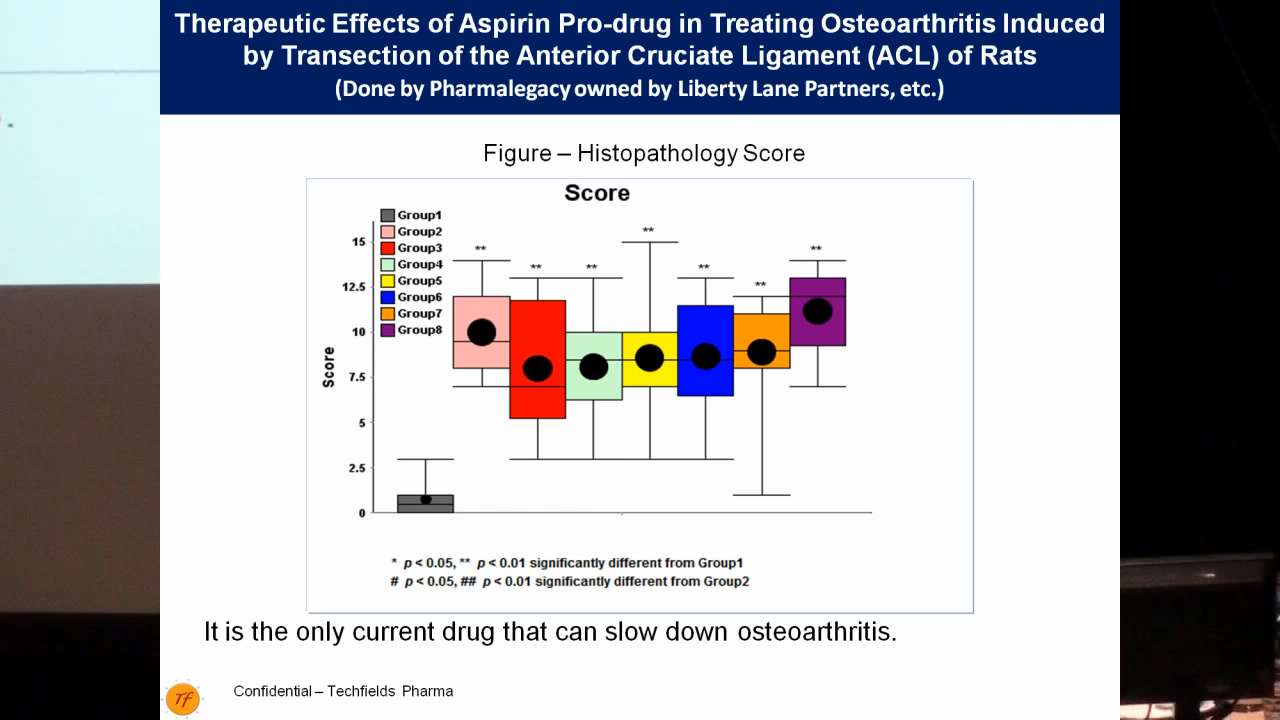 Therapeutic Effects of Aspirin Pro-drug in Treating Osteoarthritis Induced
by Transection of the Anterior Cruciate Ligament (ACL) of Rats
(Done by Pharmalegacy owned by Liberty Lane Partners, etc.)
Figure – Histopathology Score
Score
Group1
Group2
Group3
Group4
Group5
Group6
Group7
Group8
15
12.5
10
7.5
5
2.5
0
Score
**
**
**
**
**
**
**
* p < 0.05, ** p < 0.01 significantly different from Group1
# p < 0.05, ## p < 0.01 significantly different from Group2
It is the only current drug that can slow down osteoarthritis.
Tf
Confidential – Techfields Pharma